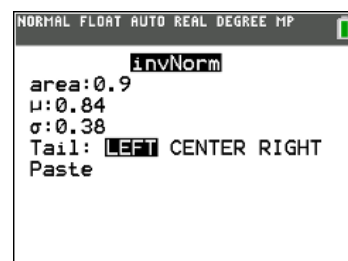 NORMAL FLOAT AUTO REAL DEGREE MP
invNorm
area:0.9
μ:0.84
σ:0.38
Tail: LEFT CENTER RIGHT
Paste